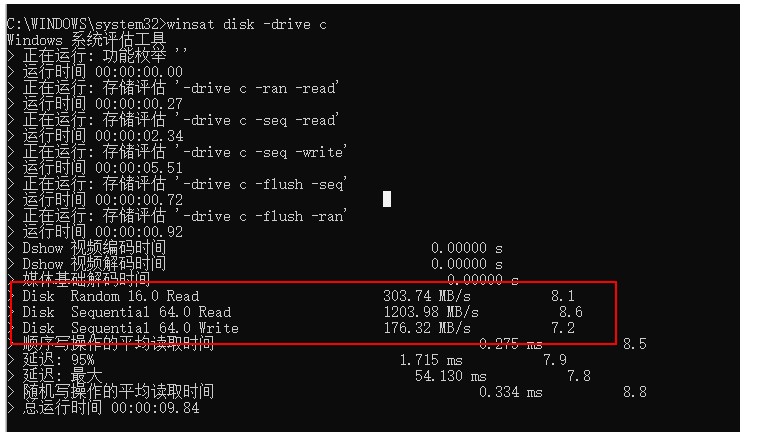 C:\WINDOWS\system32>winsat disk -drive c
Windows 系统评估工具
> 正在运行: 功能枚举 ''
> 运行时间 00:00:00.00
> 正在运行: 存储评估 '-drive c -ran -read'
> 运行时间 00:00:00.27
> 正在运行: 存储评估 '-drive c -seq -read'
> 运行时间 00:00:02.34
> 正在运行: 存储评估 '-drive c -seq -write'
> 运行时间 00:00:05.51
> 正在运行: 存储评估 '-drive c -flush -seq'
> 运行时间 00:00:00.72
> 正在运行: 存储评估 '-drive c -flush -ran'
> 运行时间 00:00:00.92
> Dshow 视频编码时间 0.00000 s
> Dshow 视频解码时间 0.00000 s
> 媒体基础解码时间 0.00000 s
> Disk Random 16.0 Read 303.74 MB/s 8.1
> Disk Sequential 64.0 Read 1203.98 MB/s 8.6
> Disk Sequential 64.0 Write 176.32 MB/s 7.2
> 顺序写操作的平均读取时间 0.275 ms 8.5
> 延迟: 95% 1.715 ms 7.9
> 延迟: 最大 54.130 ms 7.8
> 随机写操作的平均读取时间 0.334 ms 8.8
> 总运行时间 00:00:09.84